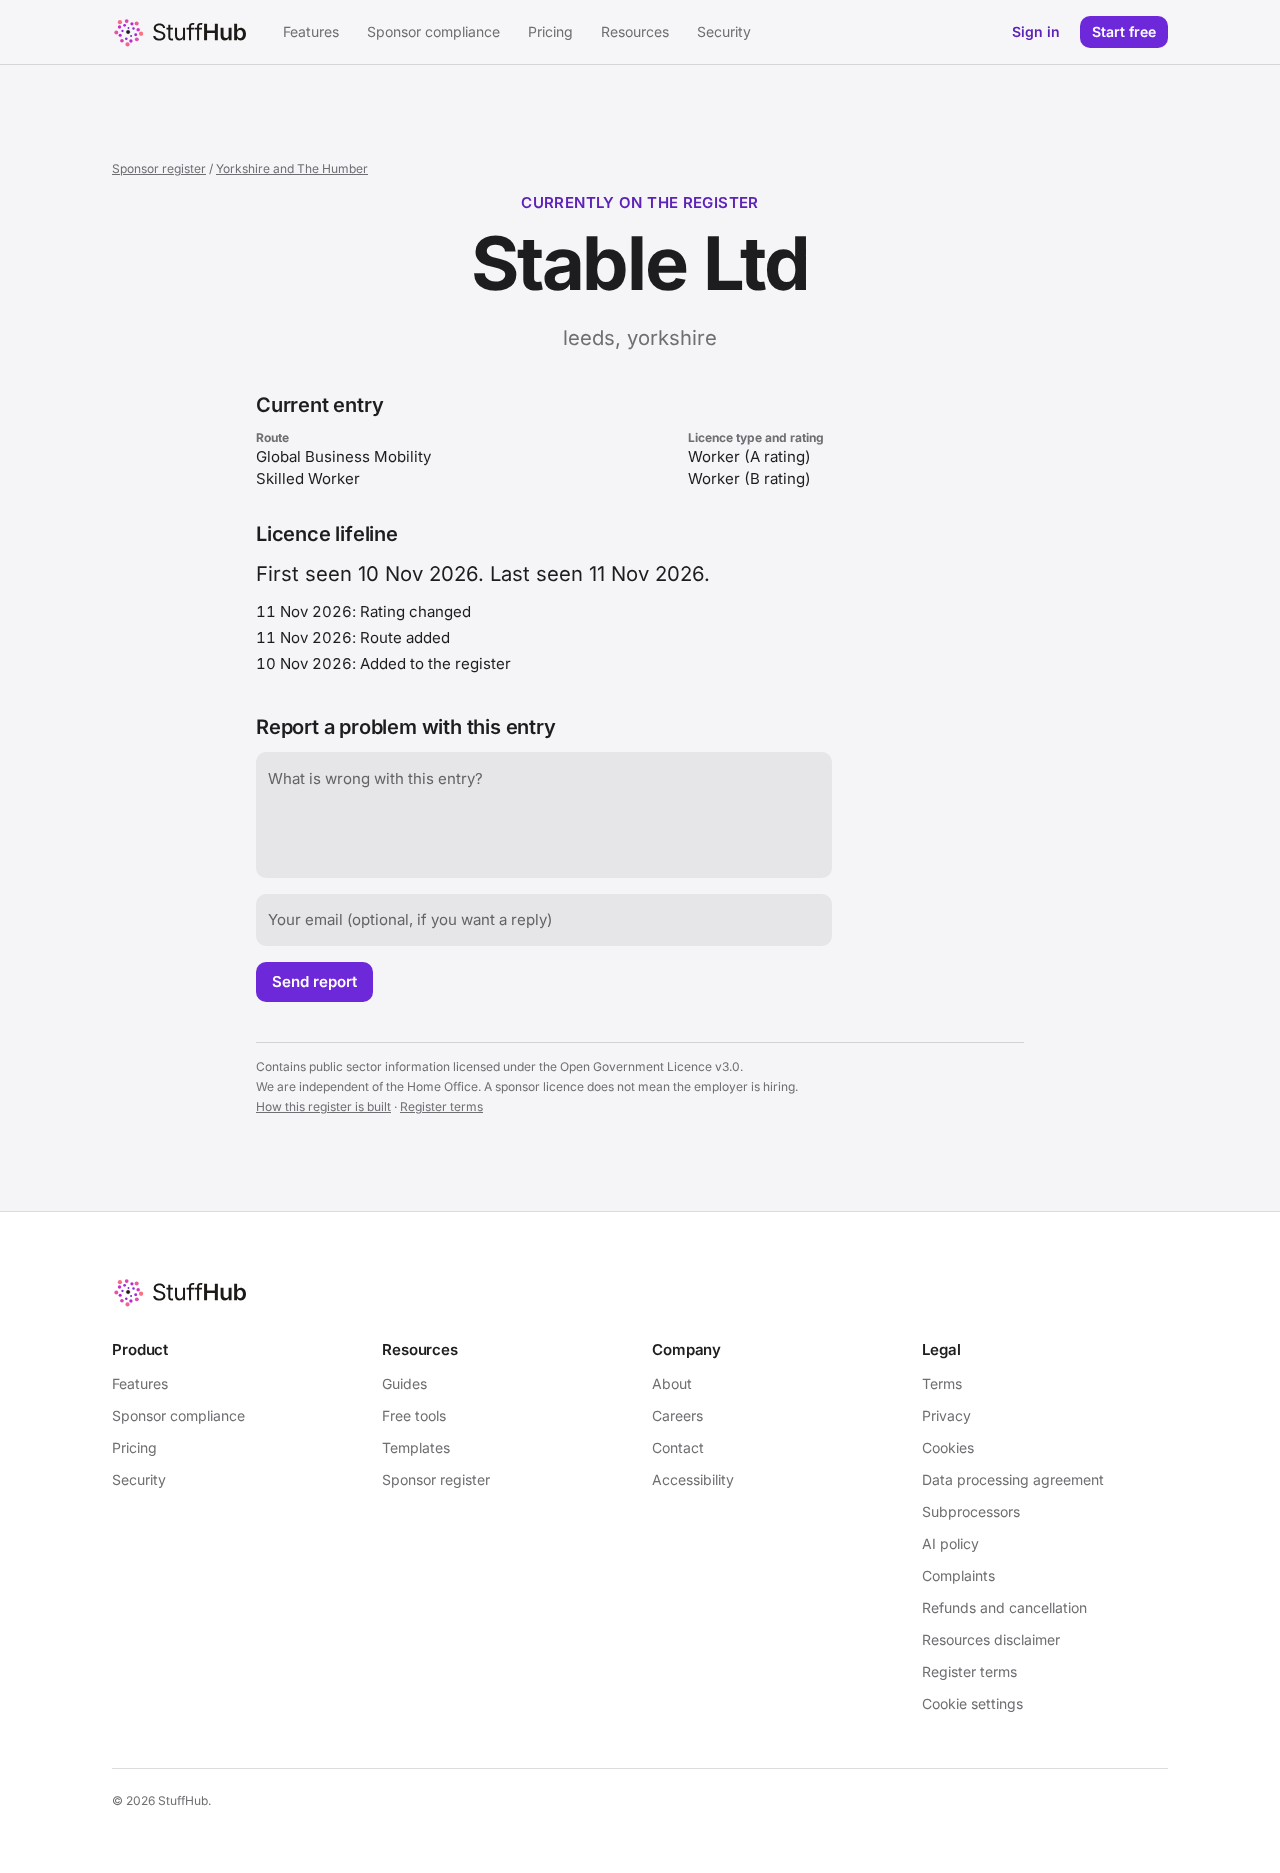 StuffHub Features Sponsor compliance Pricing Resources Security Sign in Start free
Sponsor register / Yorkshire and The Humber
CURRENTLY ON THE REGISTER
Stable Ltd
leeds, yorkshire
Current entry
Route Licence type and rating
Global Business Mobility Worker (A rating)
Skilled Worker Worker (B rating)
Licence lifeline
First seen 10 Nov 2026. Last seen 11 Nov 2026.
11 Nov 2026: Rating changed
11 Nov 2026: Route added
10 Nov 2026: Added to the register
Report a problem with this entry
What is wrong with this entry?
Your email (optional, if you want a reply)
Send report
Contains public sector information licensed under the Open Government Licence v3.0.
We are independent of the Home Office. A sponsor licence does not mean the employer is hiring.
How this register is built · Register terms
StuffHub
Product Resources Company Legal
Features Guides About Terms
Sponsor compliance Free tools Careers Privacy
Pricing Templates Contact Cookies
Security Sponsor register Accessibility Data processing agreement
Subprocessors
AI policy
Complaints
Refunds and cancellation
Resources disclaimer
Register terms
Cookie settings
© 2026 StuffHub.